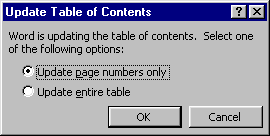 Update Table of Contents
Word is updating the table of contents. Select one
of the following options:
Update page numbers only
Update entire table
OK Cancel